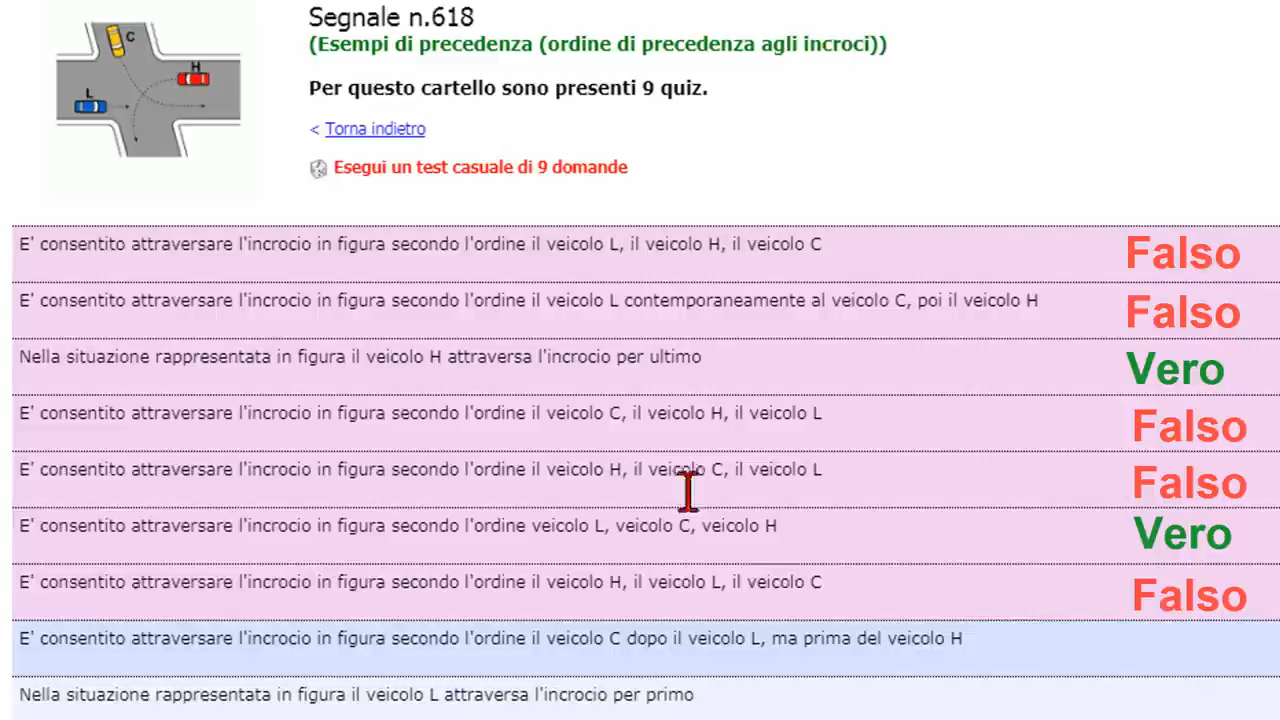 C
H
L
Segnale n.618
(Esempi di precedenza (ordine di precedenza agli incroci))
Per questo cartello sono presenti 9 quiz.
< Torna indietro
Esegui un test casuale di 9 domande
E' consentito attraversare l'incrocio in figura secondo l'ordine il veicolo L, il veicolo H, il veicolo C Falso
E' consentito attraversare l'incrocio in figura secondo l'ordine il veicolo L contemporaneamente al veicolo C, poi il veicolo H Falso
Nella situazione rappresentata in figura il veicolo H attraversa l'incrocio per ultimo Vero
E' consentito attraversare l'incrocio in figura secondo l'ordine il veicolo C, il veicolo H, il veicolo L Falso
E' consentito attraversare l'incrocio in figura secondo l'ordine il veicolo H, il veicolo C, il veicolo L Falso
E' consentito attraversare l'incrocio in figura secondo l'ordine veicolo L, veicolo C, veicolo H Vero
E' consentito attraversare l'incrocio in figura secondo l'ordine il veicolo H, il veicolo L, il veicolo C Falso
E' consentito attraversare l'incrocio in figura secondo l'ordine il veicolo C dopo il veicolo L, ma prima del veicolo H
Nella situazione rappresentata in figura il veicolo L attraversa l'incrocio per primo